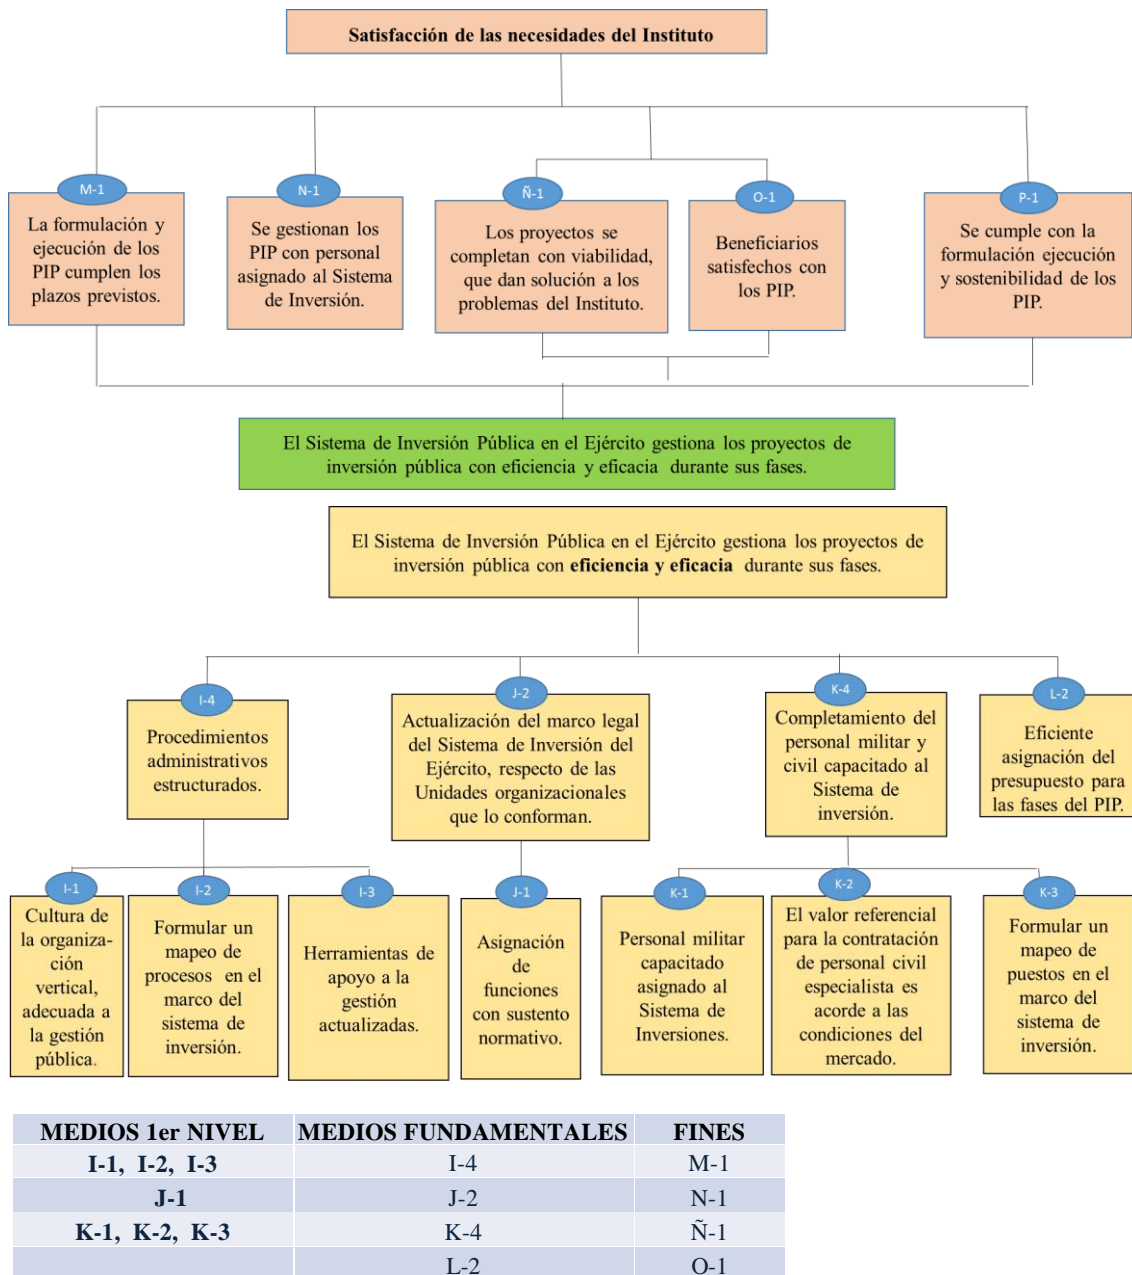 Satisfacción de las necesidades del Instituto
M-1
La formulación y
ejecución de los
PIP cumplen los
plazos previstos.
N-1
Se gestionan los
PIP con personal
asignado al Sistema
de Inversión.
Ñ-1
Los proyectos se
completan con viabilidad,
que dan solución a los
problemas del Instituto.
O-1
Beneficiarios
satisfechos con
los PIP.
P-1
Se cumple con la
formulación ejecución
y sostenibilidad de los
PIP.
El Sistema de Inversión Pública en el Ejército gestiona los proyectos de
inversión pública con eficiencia y eficacia durante sus fases.
El Sistema de Inversión Pública en el Ejército gestiona los proyectos de
inversión pública con eficiencia y eficacia durante sus fases.
I-4
Procedimientos
administrativos
estructurados.
J-2
Actualización del marco legal
del Sistema de Inversión del
Ejército, respecto de las
Unidades organizacionales
que lo conforman.
K-4
Completamiento del
personal militar y
civil capacitado al
Sistema de
inversión.
L-2
Eficiente
asignación del
presupuesto para
las fases del PIP.
I-1
Cultura de
la organiza-
ción
vertical,
adecuada a
la gestión
pública.
I-2
Formular un
mapeo de
procesos en el
marco del
sistema de
inversión.
I-3
Herramientas de
apoyo a la
gestión
actualizadas.
J-1
Asignación
de
funciones
con sustento
normativo.
K-1
Personal militar
capacitado
asignado al
Sistema de
Inversiones.
K-2
El valor referencial
para la contratación
de personal civil
especialista es
acorde a las
condiciones del
mercado.
K-3
Formular un
mapeo de
puestos en el
marco del
sistema de
inversión.
MEDIOS 1er NIVEL MEDIOS FUNDAMENTALES FINES
I-1, I-2, I-3 I-4 M-1
J-1 J-2 N-1
K-1, K-2, K-3 K-4 Ñ-1
L-2 O-1